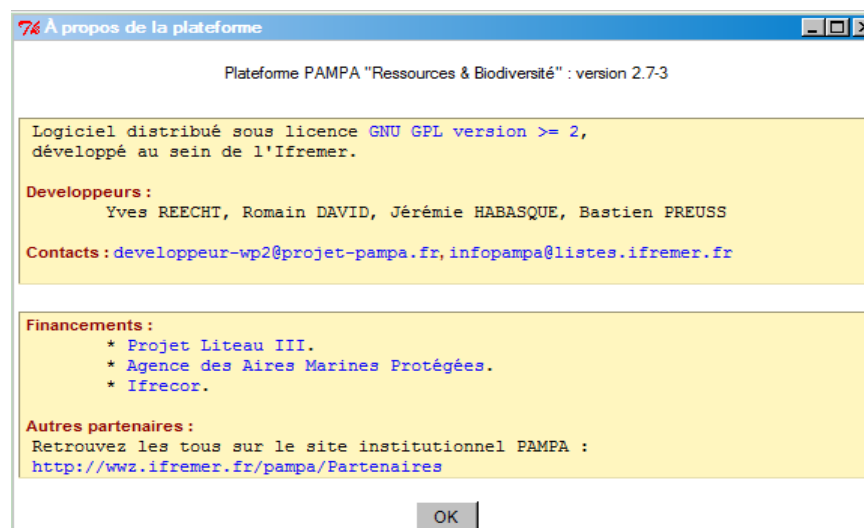 À propos de la plateforme
Plateforme PAMPA "Ressources & Biodiversité" : version 2.7-3
Logiciel distribué sous licence GNU GPL version >= 2,
développé au sein de l'Ifremer.
Developpeurs :
Yves REECHT, Romain DAVID, Jérémie HABASQUE, Bastien PREUSS
Contacts : developpeur-wp2@projet-pampa.fr, infopampa@listes.ifremer.fr
Financements :
* Projet Liteau III.
* Agence des Aires Marines Protégées.
* Ifrecor.
Autres partenaires :
Retrouvez les tous sur le site institutionnel PAMPA :
http://wwz.ifremer.fr/pampa/Partenaires
OK